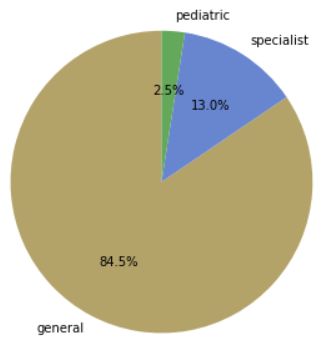 pediatric
specialist
2.5%
13.0%
84.5%
general